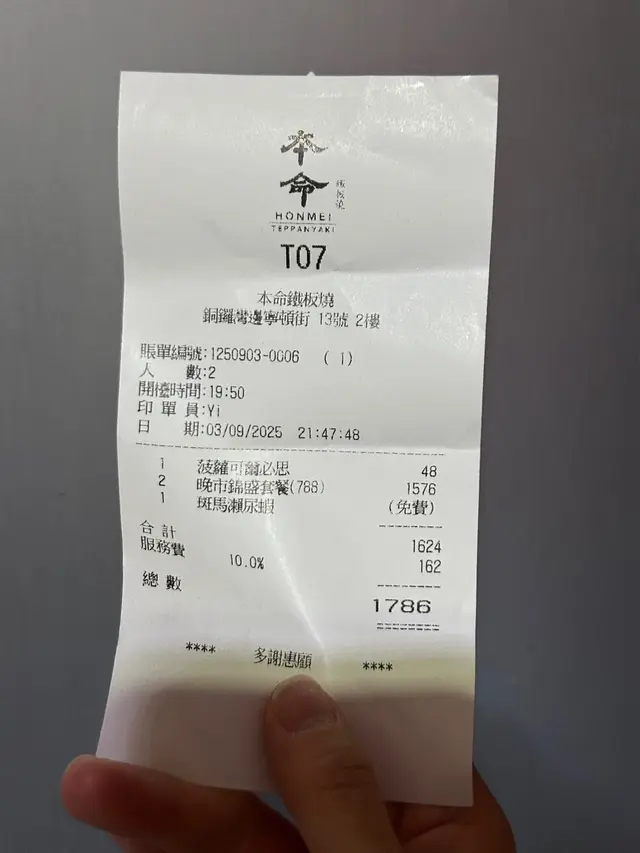 本命
鐵板燒
HONMEI
TEPPANYAKI
T07
本命鐵板燒
銅鑼灣邊寧頓街 13號 2樓
賬單編號:1250903-0006 (1)
人 數:2
開檯時間:19:50
印單員:Yi
日 期:03/09/2025 21:47:48
1 菠蘿可爾必思 48
2 晚市錦盛套餐(788) 1576
1 斑馬瀨尿蝦 (免費)
合計 1624
服務費 10.0% 162
總數 1786
**** 多謝惠顧 ****